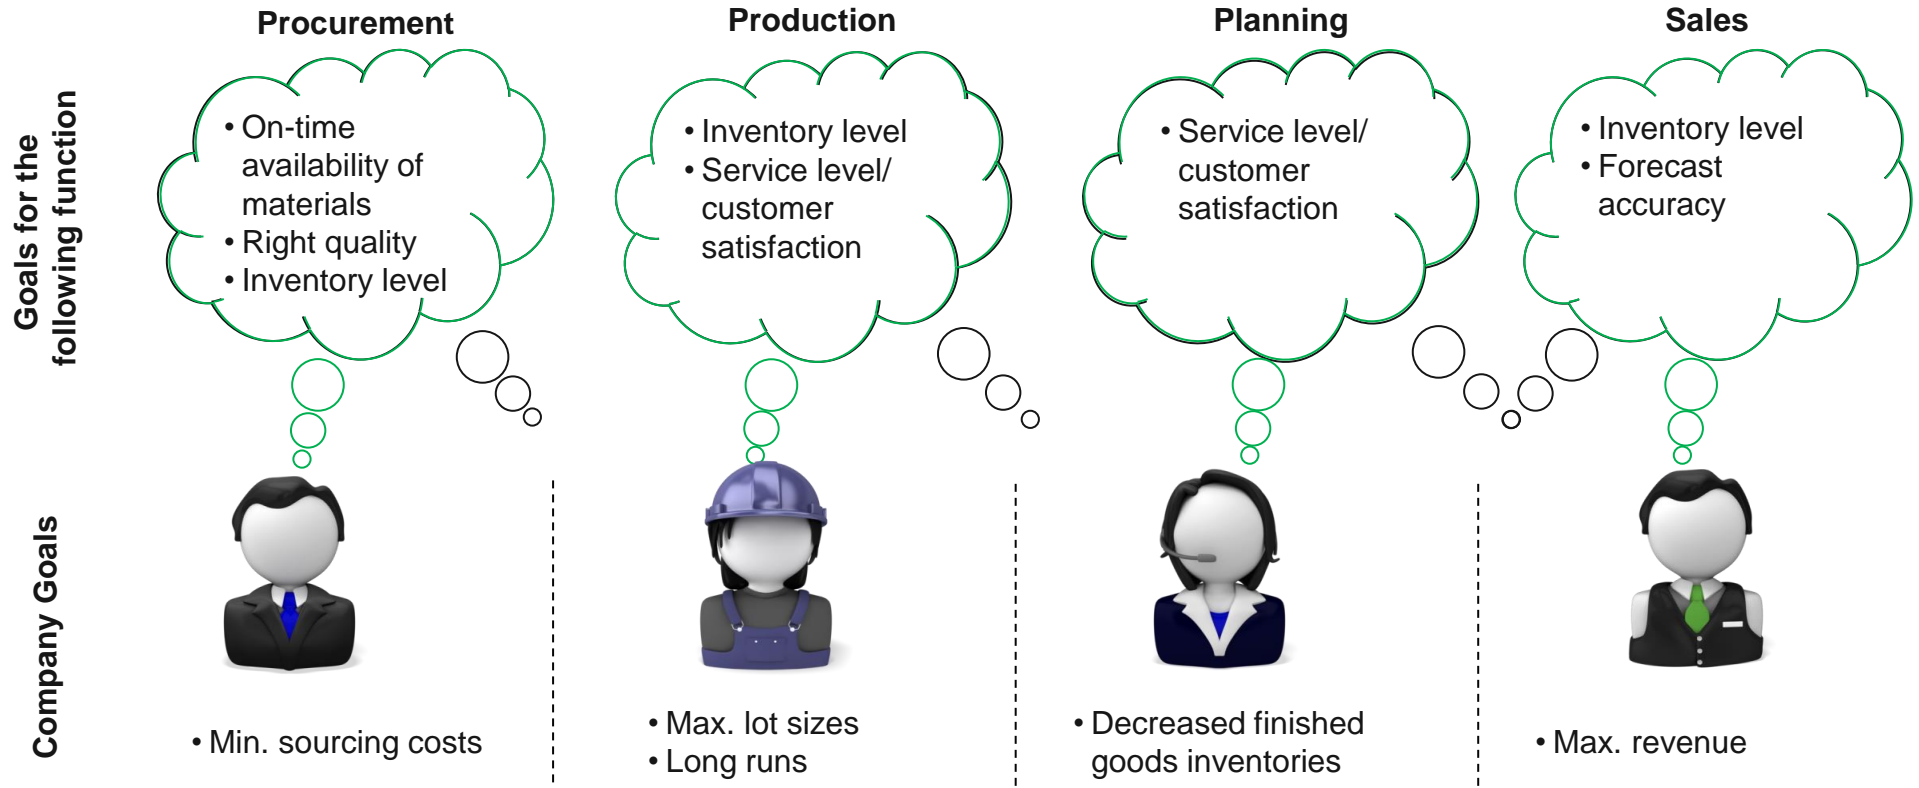 Procurement
Production
Planning
Sales
Goals for the
following function
• On-time
availability of
materials
• Right quality
• Inventory level
• Inventory level
• Service level/
customer
satisfaction
• Service level/
customer
satisfaction
• Inventory level
• Forecast
accuracy
Company Goals
• Min. sourcing costs
• Max. lot sizes
• Long runs
• Decreased finished
goods inventories
• Max. revenue